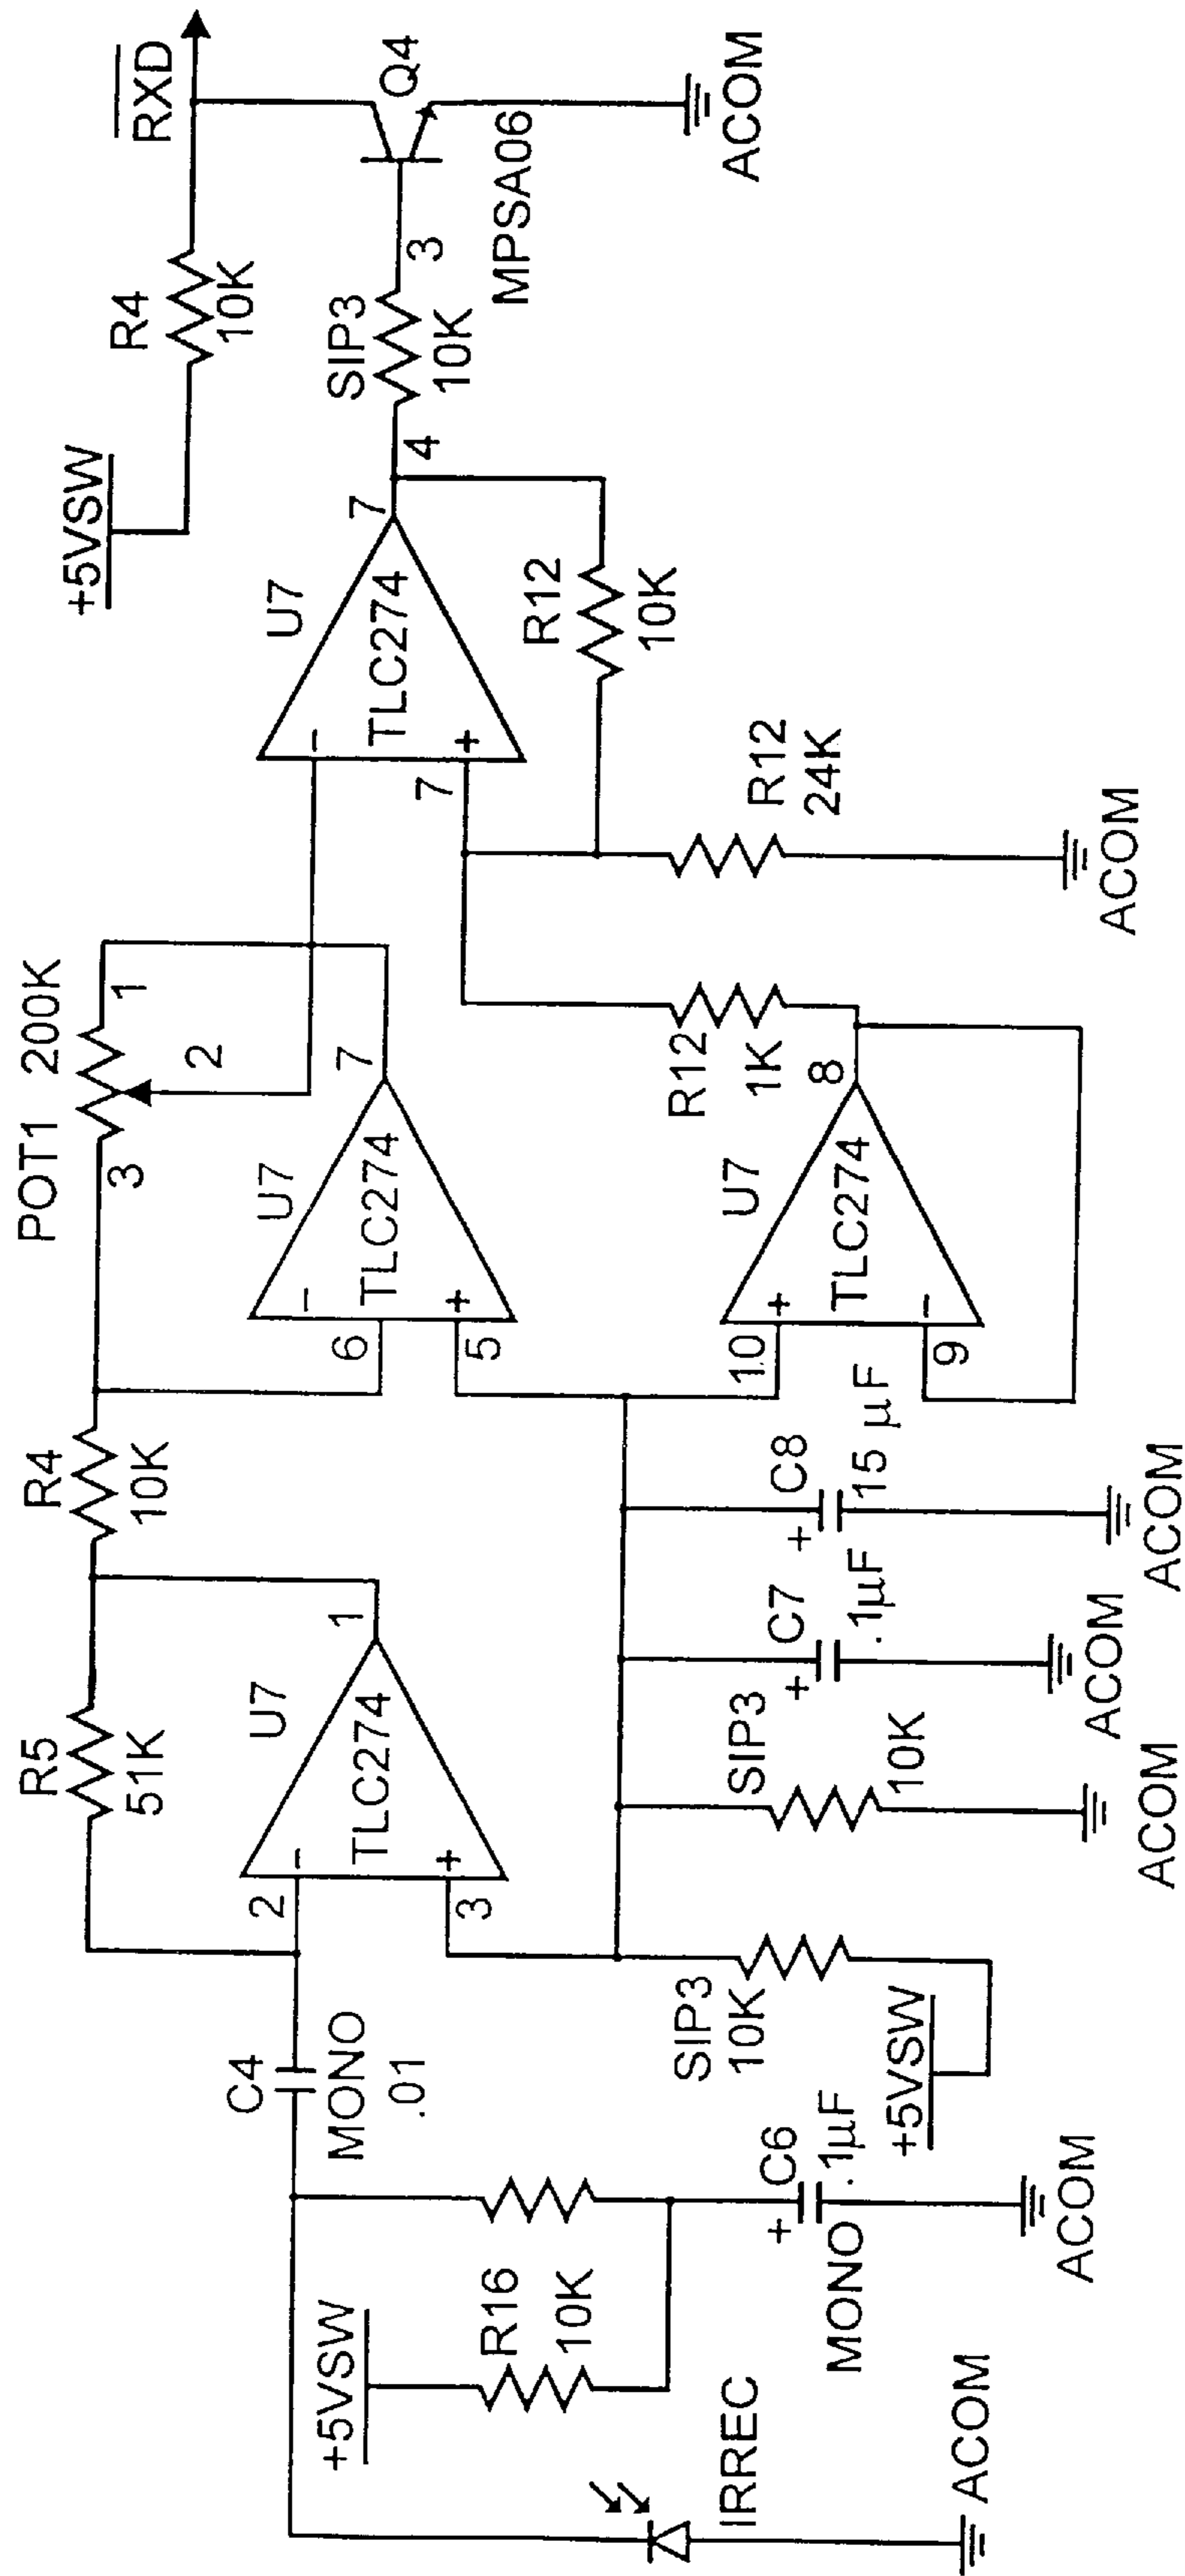 +5VSW
R16
10K
IRREC
ACOM
C6
+
.1µF
MONO
ACOM
C4
MONO
.01
R5
51K
2
3
-
+
U7
TLC274
1
SIP3
10K
+5VSW
SIP3
10K
ACOM
C7
+
.1µF
ACOM
C8
+
15 µF
ACOM
R4
10K
POT1 200K
3
2
1
6
5
-
+
U7
TLC274
7
10
9
+
-
U7
TLC274
8
R12
1K
R12
24K
ACOM
7
-
+
U7
TLC274
7
R12
10K
4
SIP3
10K
3
+5VSW
R4
10K
RXD
Q4
MPSA06
ACOM